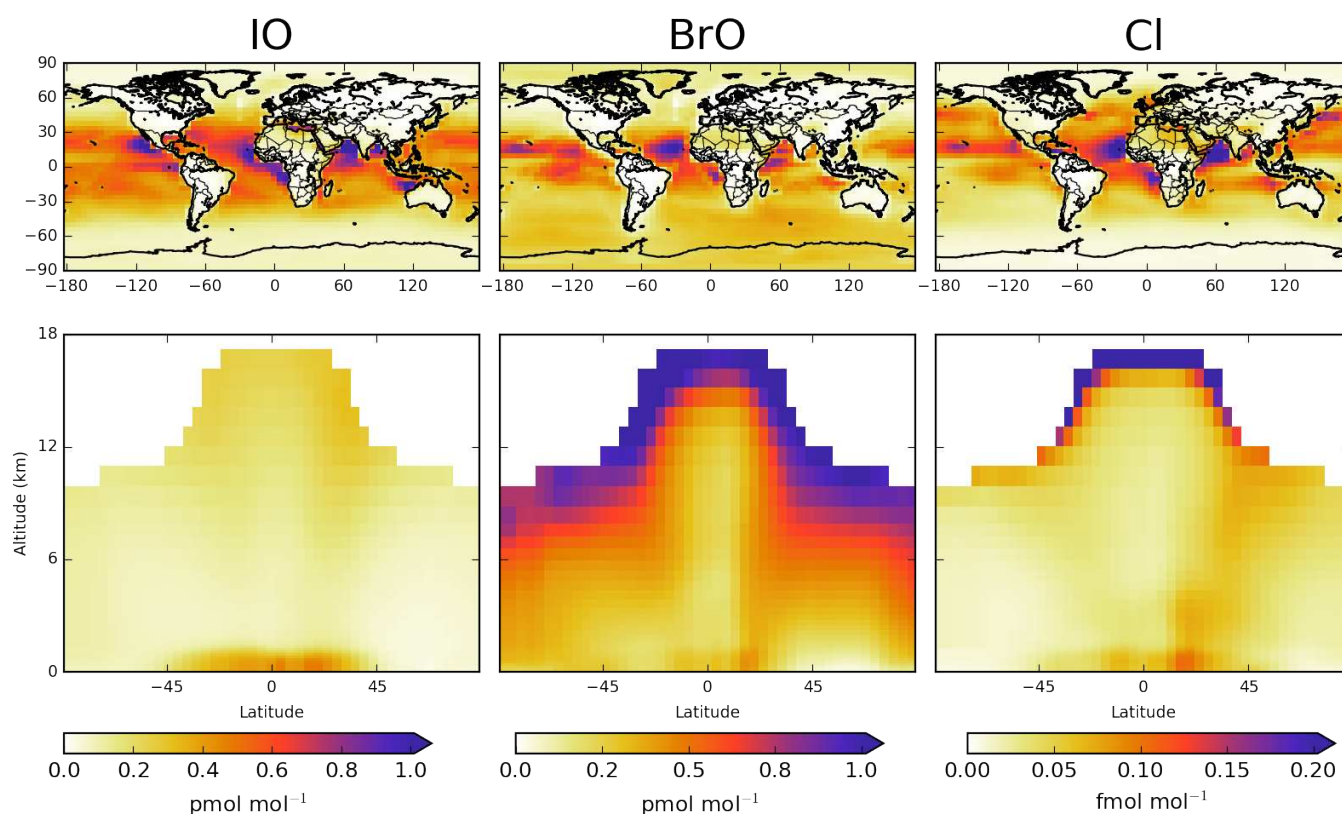 IO BrO Cl
90
60
30
0
−30
−60
−90
−180 −120 −60 0 60 120 −180 −120 −60 0 60 120 −180 −120 −60 0 60 120
18
12
6
0
Altitude (km)
−45 0 45 −45 0 45 −45 0 45
Latitude Latitude Latitude
0.0 0.2 0.4 0.6 0.8 1.0 0.0 0.2 0.5 0.8 1.0 0.00 0.05 0.10 0.15 0.20
pmol mol⁻¹ pmol mol⁻¹ fmol mol⁻¹